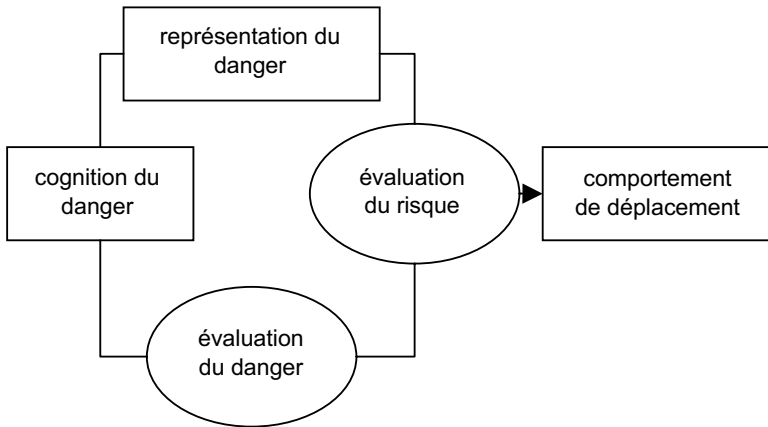 représentation du
danger
cognition du
danger
évaluation
du risque
comportement
de déplacement
évaluation
du danger